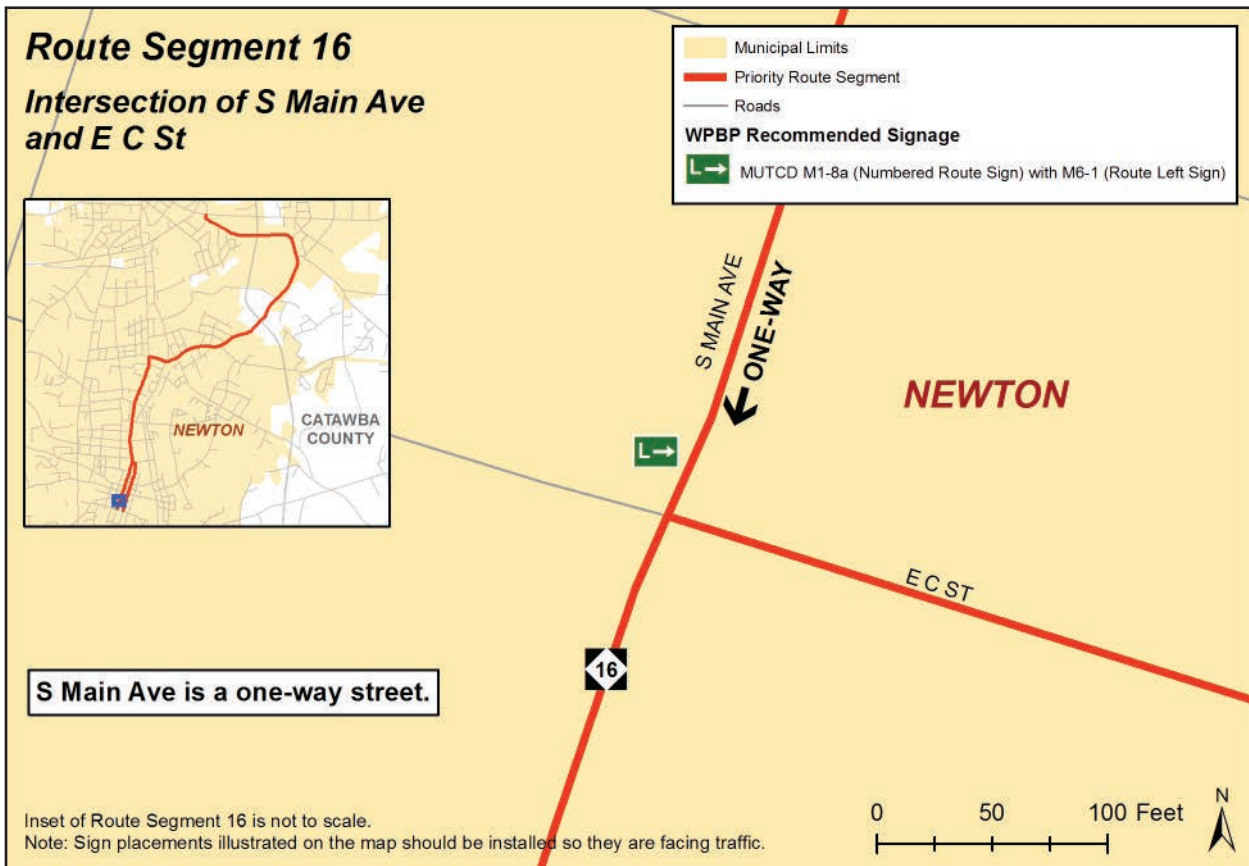 Route Segment 16
Intersection of S Main Ave
and E C St
Municipal Limits
Priority Route Segment
Roads
WPBP Recommended Signage
L→ MUTCD M1-8a (Numbered Route Sign) with M6-1 (Route Left Sign)
NEWTON
CATAWBA
COUNTY
S MAIN AVE
ONE-WAY
NEWTON
L→
E C ST
16
S Main Ave is a one-way street.
Inset of Route Segment 16 is not to scale.
Note: Sign placements illustrated on the map should be installed so they are facing traffic.
0 50 100 Feet
N